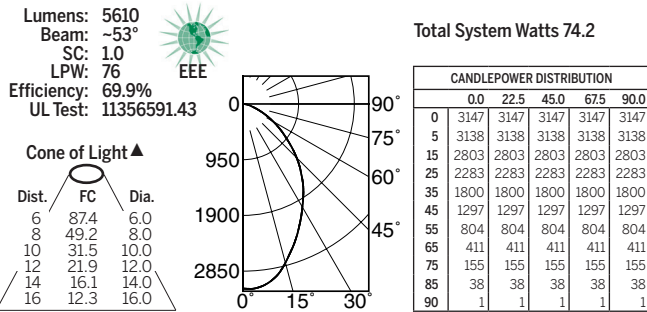 Lumens: 5610
Beam: ~53°
SC: 1.0
LPW: 76
Efficiency: 69.9%
UL Test: 11356591.43
EEE
Cone of Light▲
Dist. FC Dia.
6 87.4 6.0
8 49.2 8.0
10 31.5 10.0
12 21.9 12.0
14 16.1 14.0
16 12.3 16.0
0
950
1900
2850
90°
75°
60°
45°
0° 15° 30°
Total System Watts 74.2
CANDLEPOWER DISTRIBUTION
0.0 22.5 45.0 67.5 90.0
0 3147 3147 3147 3147 3147
5 3138 3138 3138 3138 3138
15 2803 2803 2803 2803 2803
25 2283 2283 2283 2283 2283
35 1800 1800 1800 1800 1800
45 1297 1297 1297 1297 1297
55 804 804 804 804 804
65 411 411 411 411 411
75 155 155 155 155 155
85 38 38 38 38 38
90 1 1 1 1 1